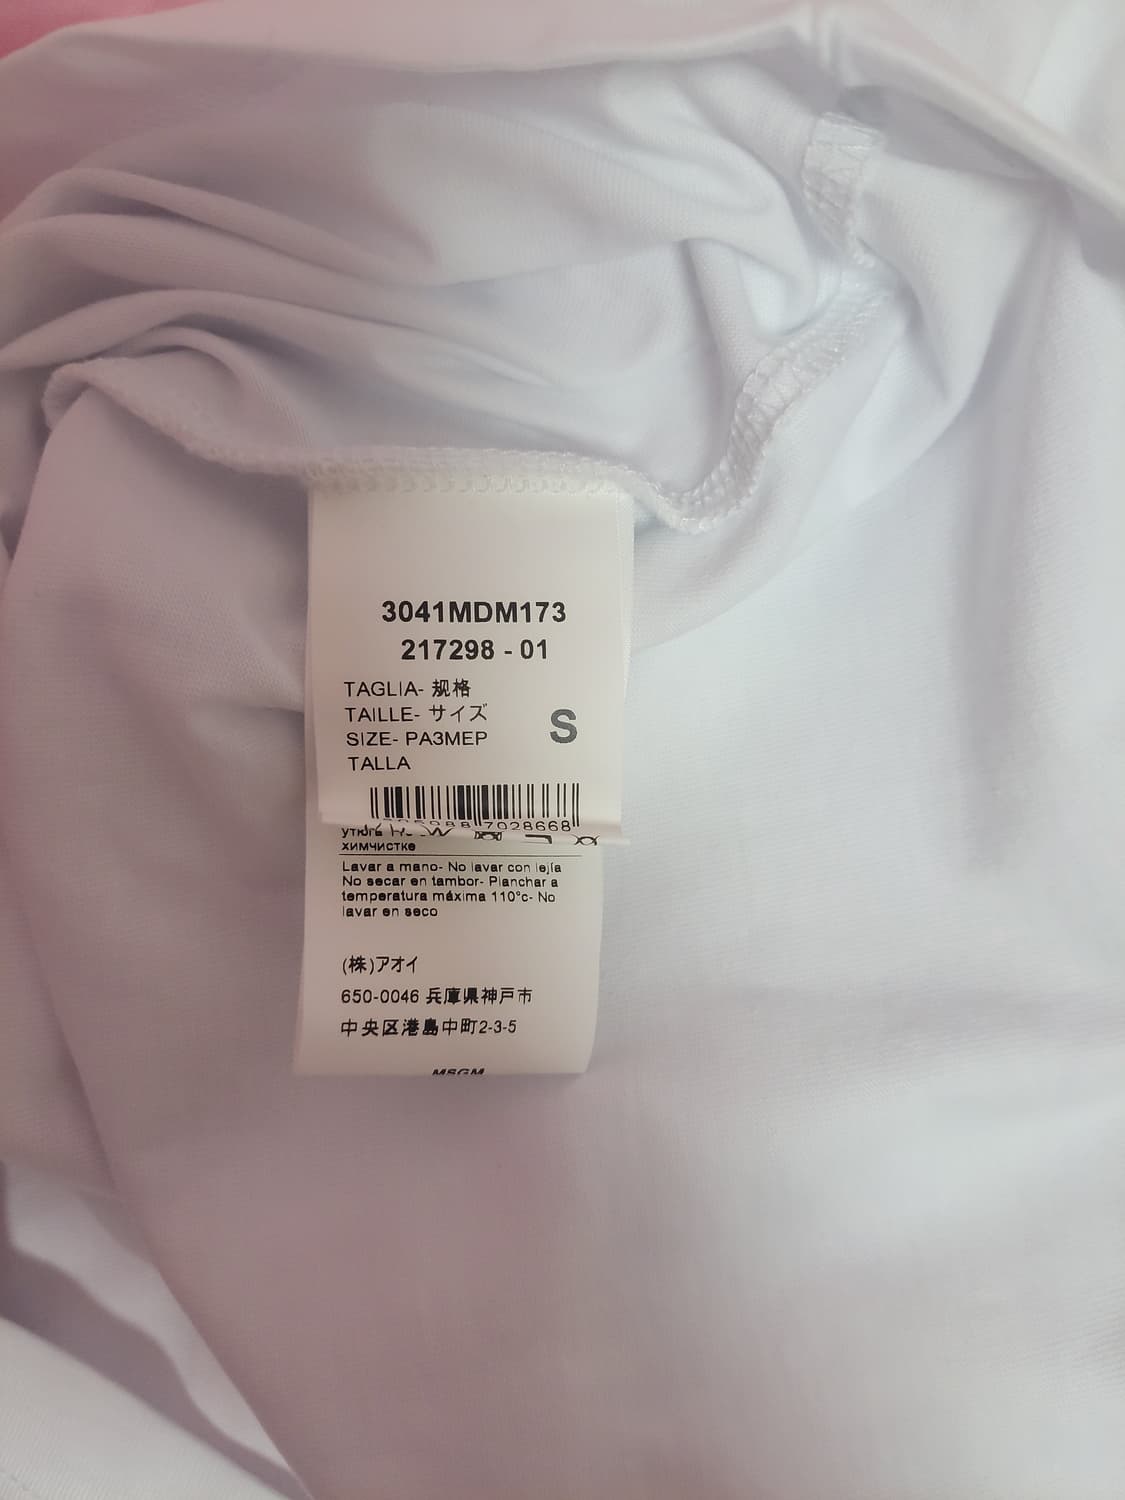 3041MDM173
217298 - 01
TAGLIA- 规格
TAILLE- サイズ
SIZE- РАЗМЕР
TALLA
S
7028668
химчистке
Lavar a mano- No lavar con lejía
No secar en tambor- Planchar a
temperatura máxima 110°c- No
lavar en seco
(株)アオイ
650-0046 兵庫県神戸市
中央区港島中町2-3-5
MSGM